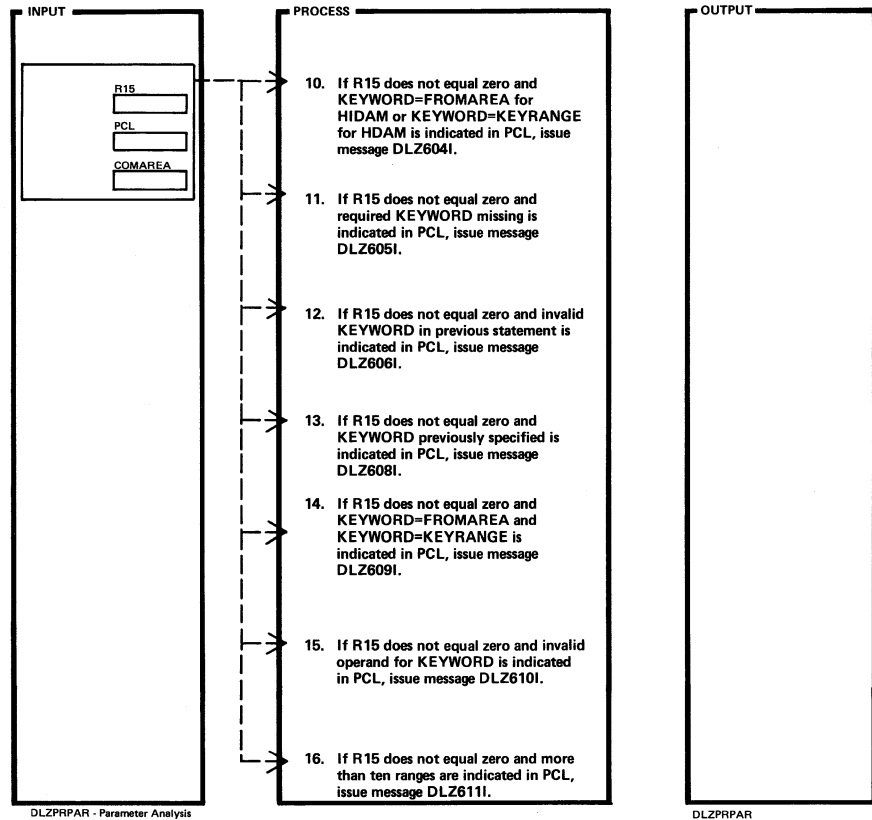 INPUT
R15
PCL
COMAREA
PROCESS
10. If R15 does not equal zero and
KEYWORD=FROMAREA for
HIDAM or KEYWORD=KEYRANGE
for HDAM is indicated in PCL, issue
message DLZ604I.
11. If R15 does not equal zero and
required KEYWORD missing is
indicated in PCL, issue message
DLZ605I.
12. If R15 does not equal zero and invalid
KEYWORD in previous statement is
indicated in PCL, issue message
DLZ606I.
13. If R15 does not equal zero and
KEYWORD previously specified is
indicated in PCL, issue message
DLZ608I.
14. If R15 does not equal zero and
KEYWORD=FROMAREA and
KEYWORD=KEYRANGE is
indicated in PCL, issue message
DLZ609I.
15. If R15 does not equal zero and invalid
operand for KEYWORD is indicated
in PCL, issue message DLZ610I.
16. If R15 does not equal zero and more
than ten ranges are indicated in PCL,
issue message DLZ611I.
OUTPUT
DLZPRPAR - Parameter Analysis
DLZPRPAR